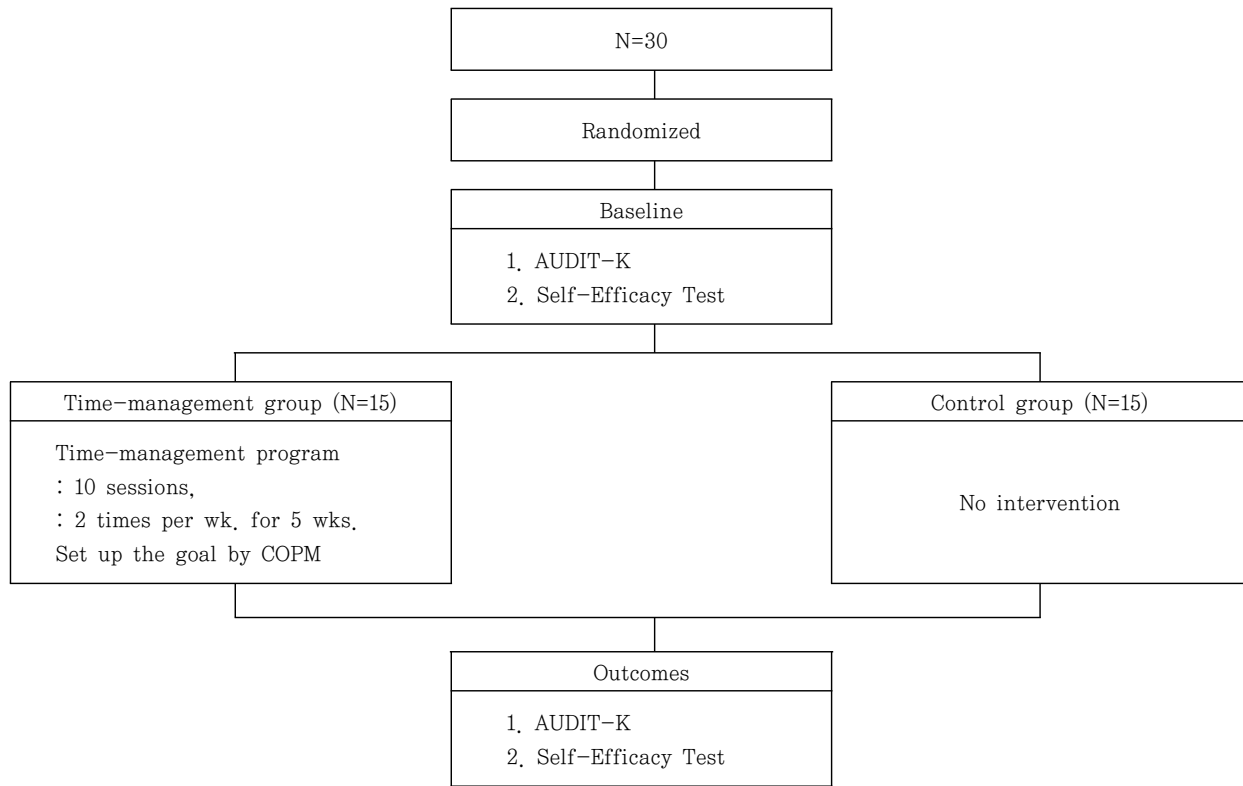 N=30
Randomized
Baseline
1. AUDIT-K
2. Self-Efficacy Test
Time-management group (N=15)
Time-management program
: 10 sessions,
: 2 times per wk. for 5 wks.
Set up the goal by COPM
Control group (N=15)
No intervention
Outcomes
1. AUDIT-K
2. Self-Efficacy Test